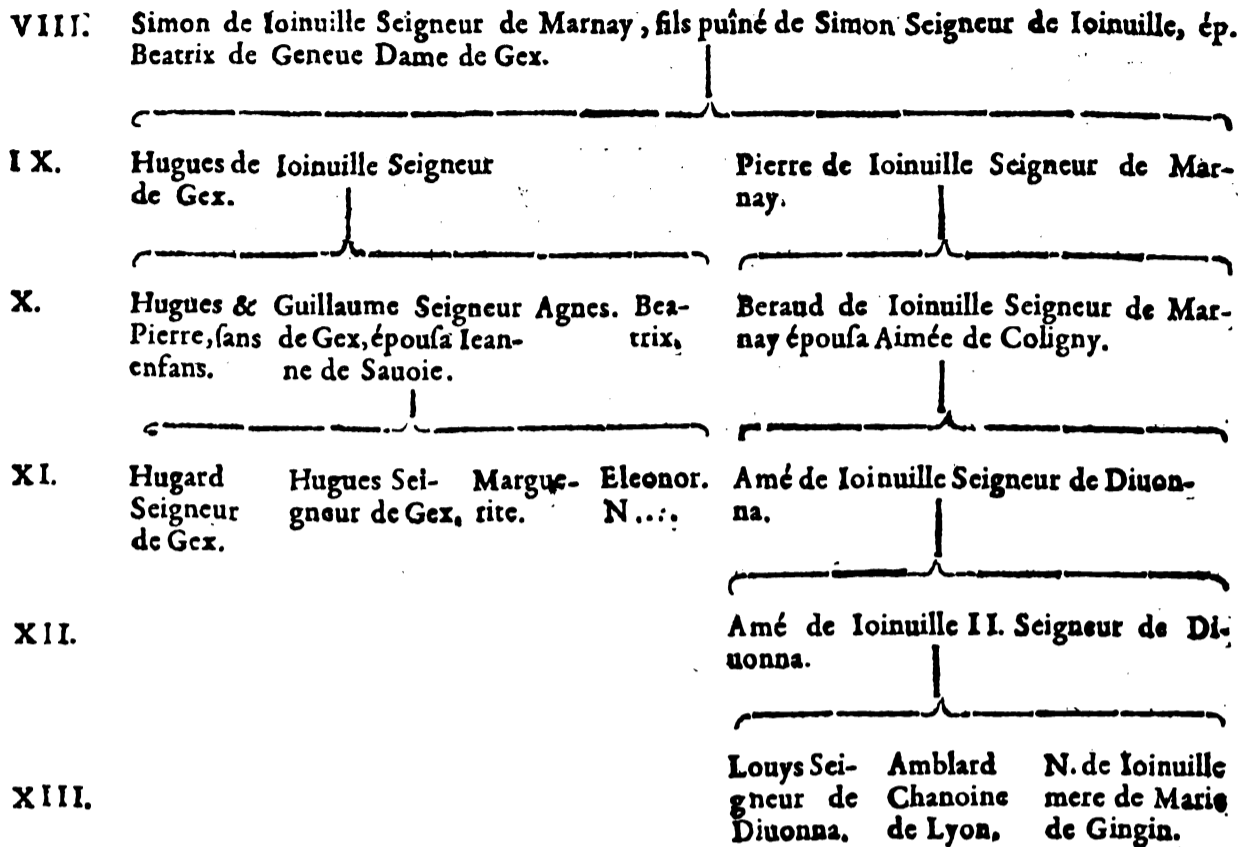 VIII. Simon de Ioinuille Seigneur de Marnay, fils puîné de Simon Seigneur de Ioinuille, ép.
Beatrix de Geneue Dame de Gex.
IX. Hugues de Ioinuille Seigneur
de Gex.
Pierre de Ioinuille Seigneur de Mar-
nay.
X. Hugues &
Pierre, ſans
enfans.
Guillaume Seigneur
de Gex, épouſa Iean-
ne de Sauoie.
Agnes.
Bea-
trix,
Beraud de Ioinuille Seigneur de Mar-
nay épouſa Aimée de Coligny.
XI. Hugard
Seigneur
de Gex.
Hugues Sei-
gneur de Gex,
Margue-
rite.
Eleonor.
N....
Amé de Ioinuille Seigneur de Diuon-
na.
XII. Amé de Ioinuille II. Seigneur de Di-
uonna.
XIII. Louys Sei-
gneur de
Diuonna,
Amblard
Chanoine
de Lyon,
N. de Ioinuille
mere de Marie
de Gingin.